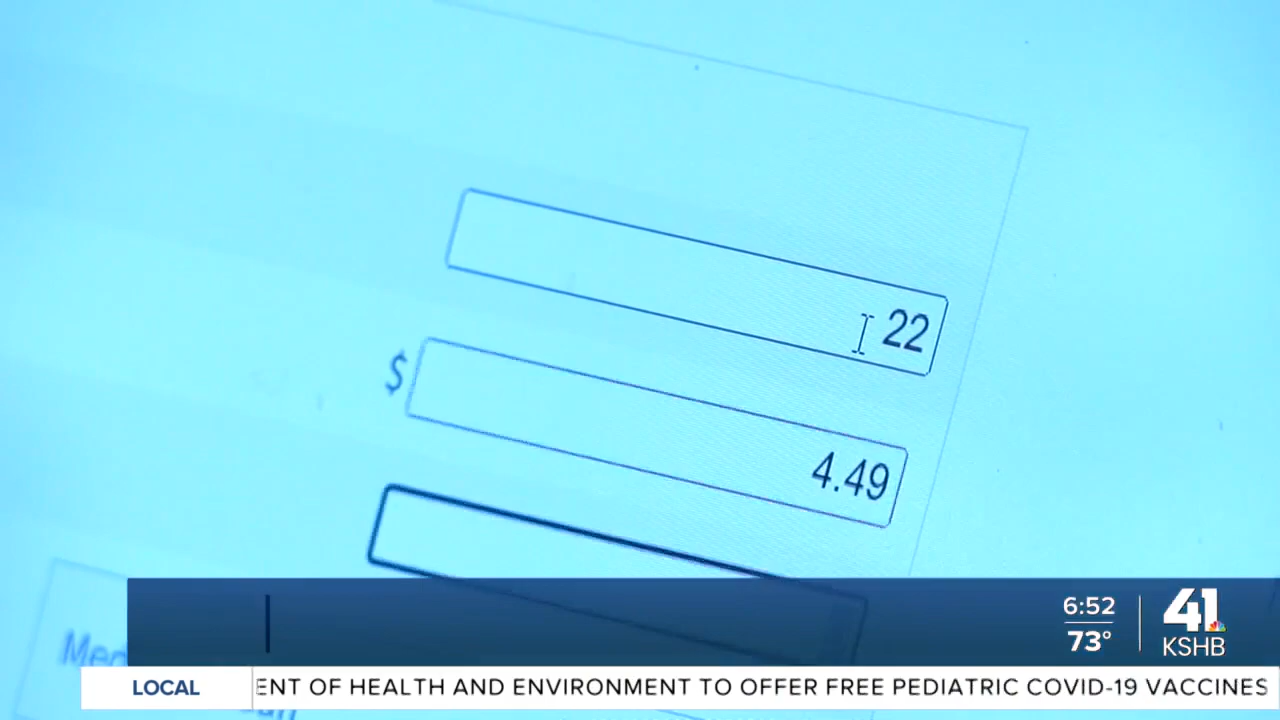 22
$
4.49
6:52
73°
41
KSHB
LOCAL
ENT OF HEALTH AND ENVIRONMENT TO OFFER FREE PEDIATRIC COVID-19 VACCINES